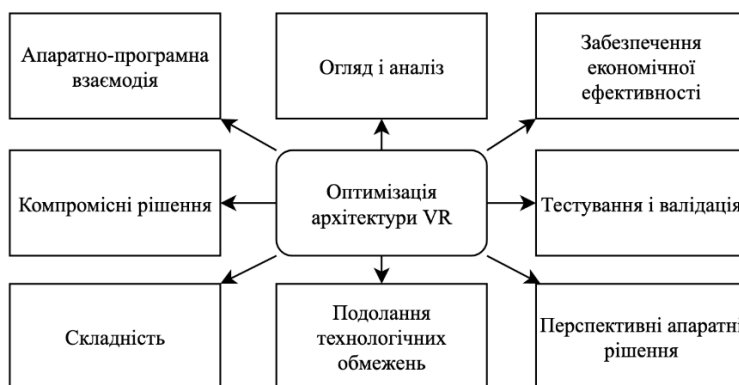 Апаратно-програмна
взаємодія
Огляд і аналіз
Забезпечення
економічної
ефективності
Компромісні рішення
Оптимізація
архітектури VR
Тестування і валідація
Складність
Подолання
технологічних
обмежень
Перспективні апаратні
рішення